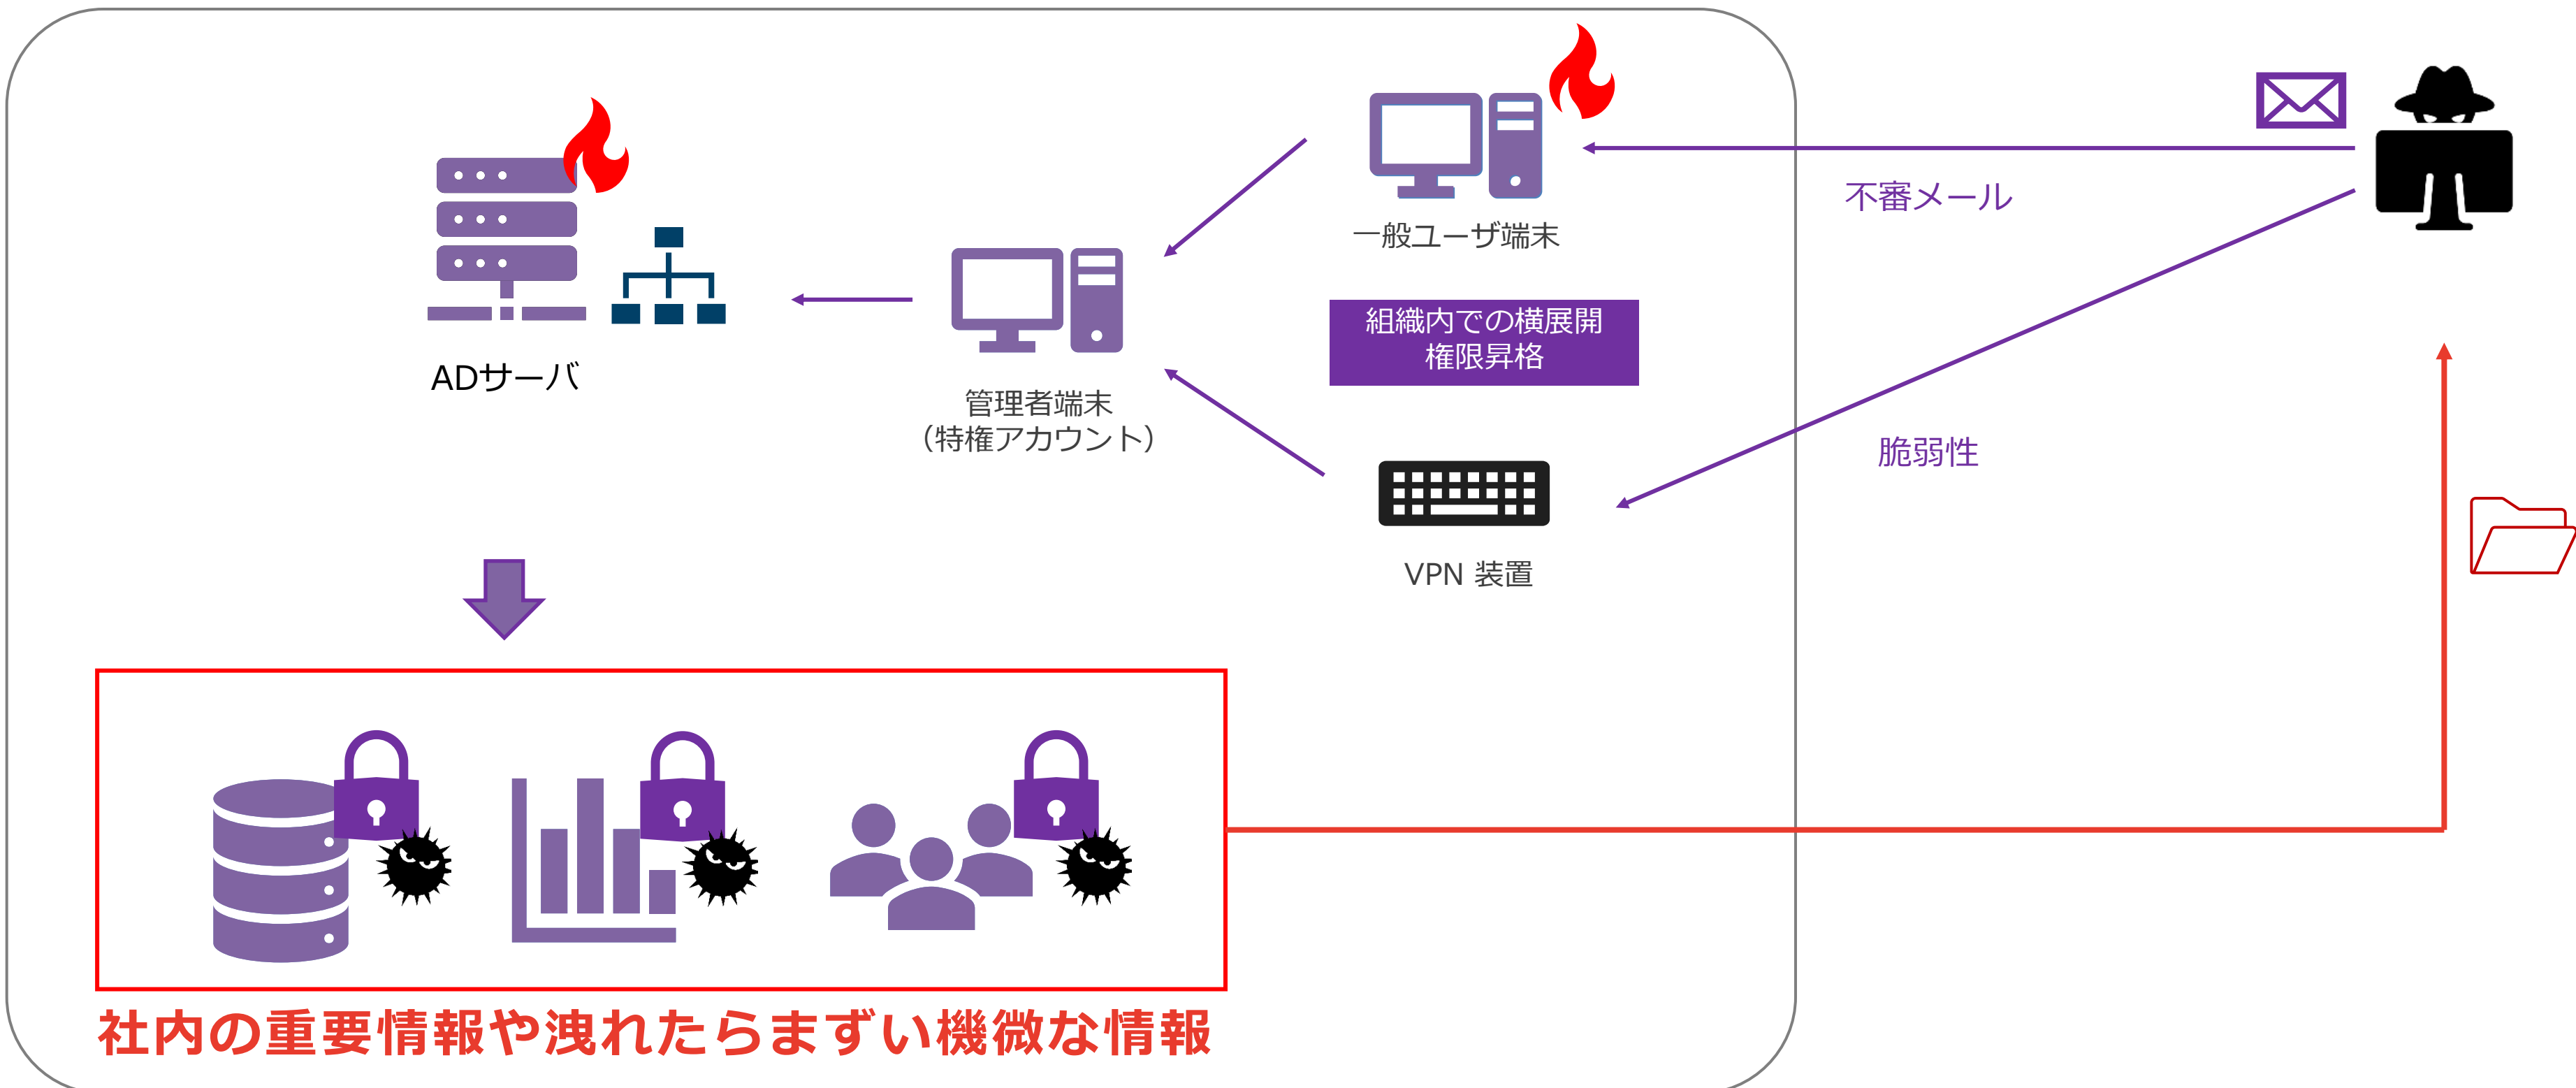 不審メール
一般ユーザ端末
組織内での横展開
権限昇格
ADサーバ
管理者端末
（特権アカウント）
脆弱性
VPN 装置
社内の重要情報や洩れたらまずい機微な情報